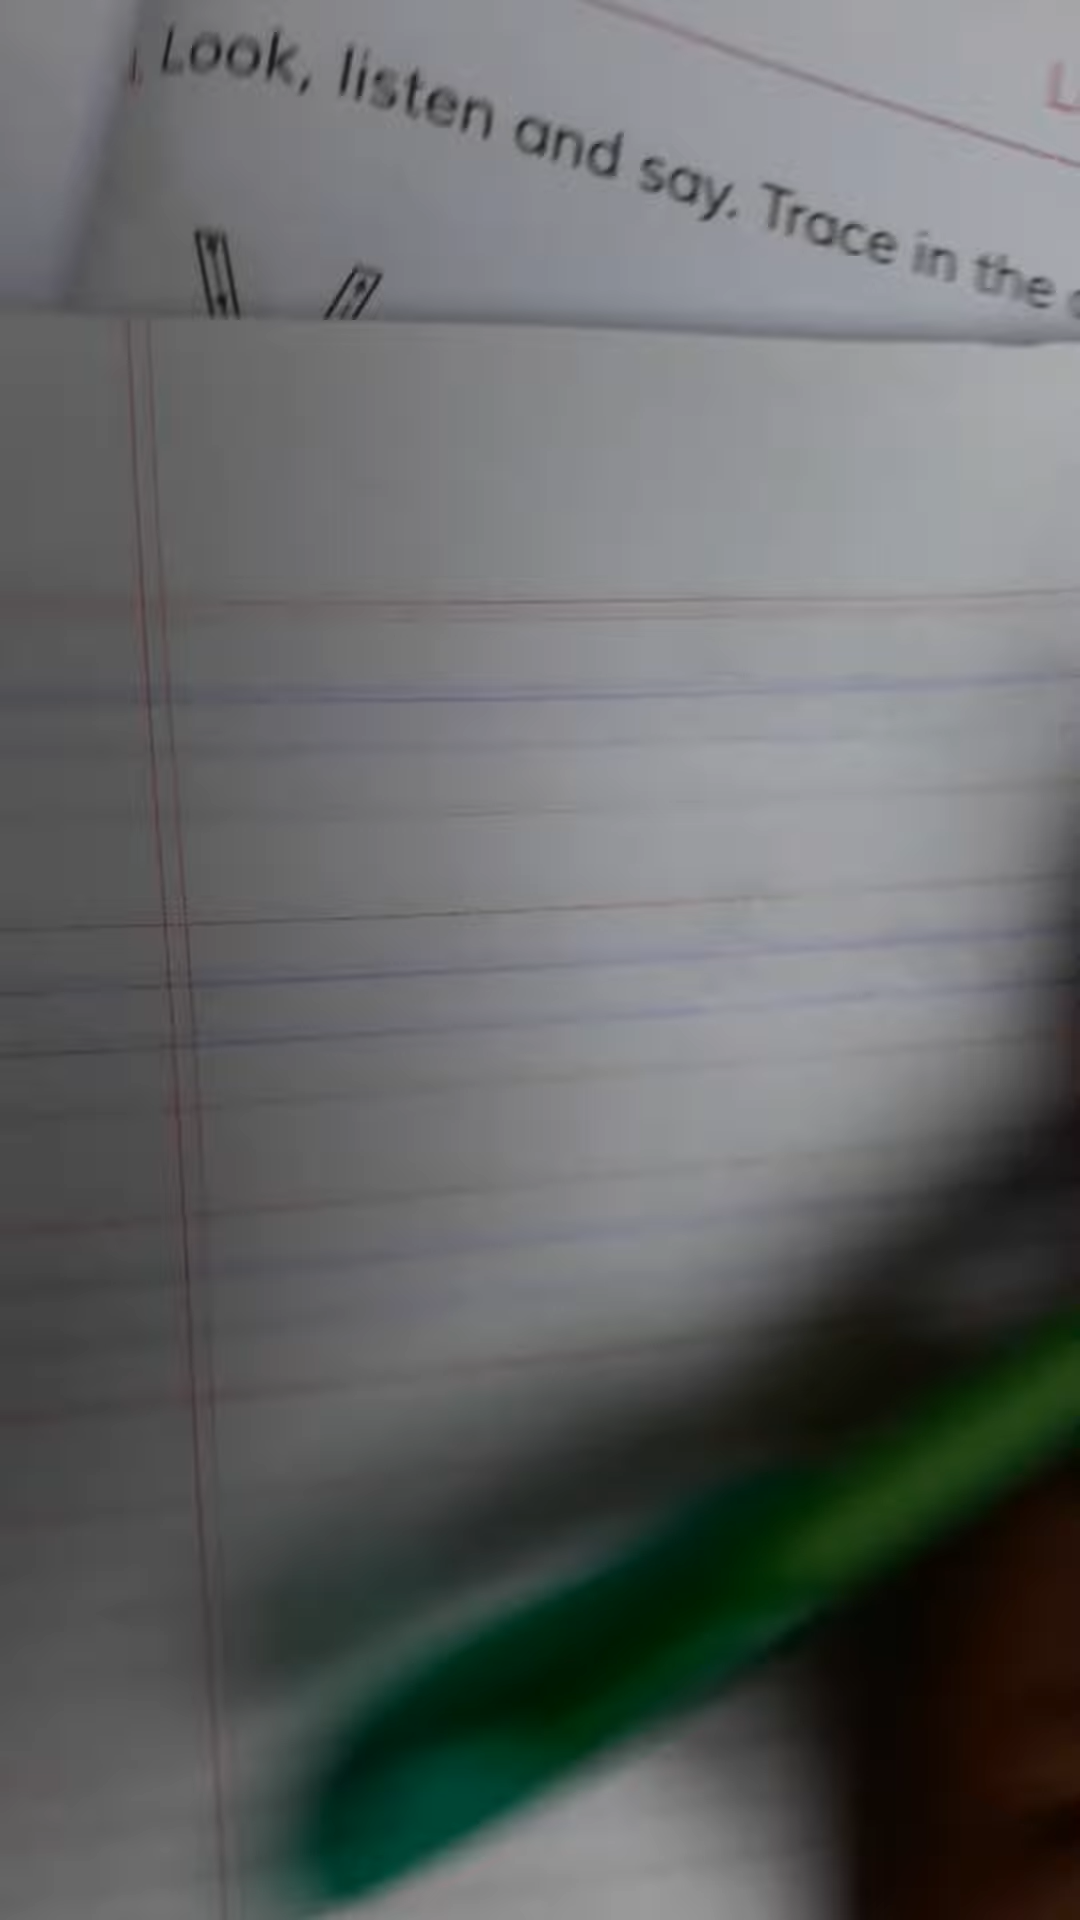 Look, listen and say. Trace in the